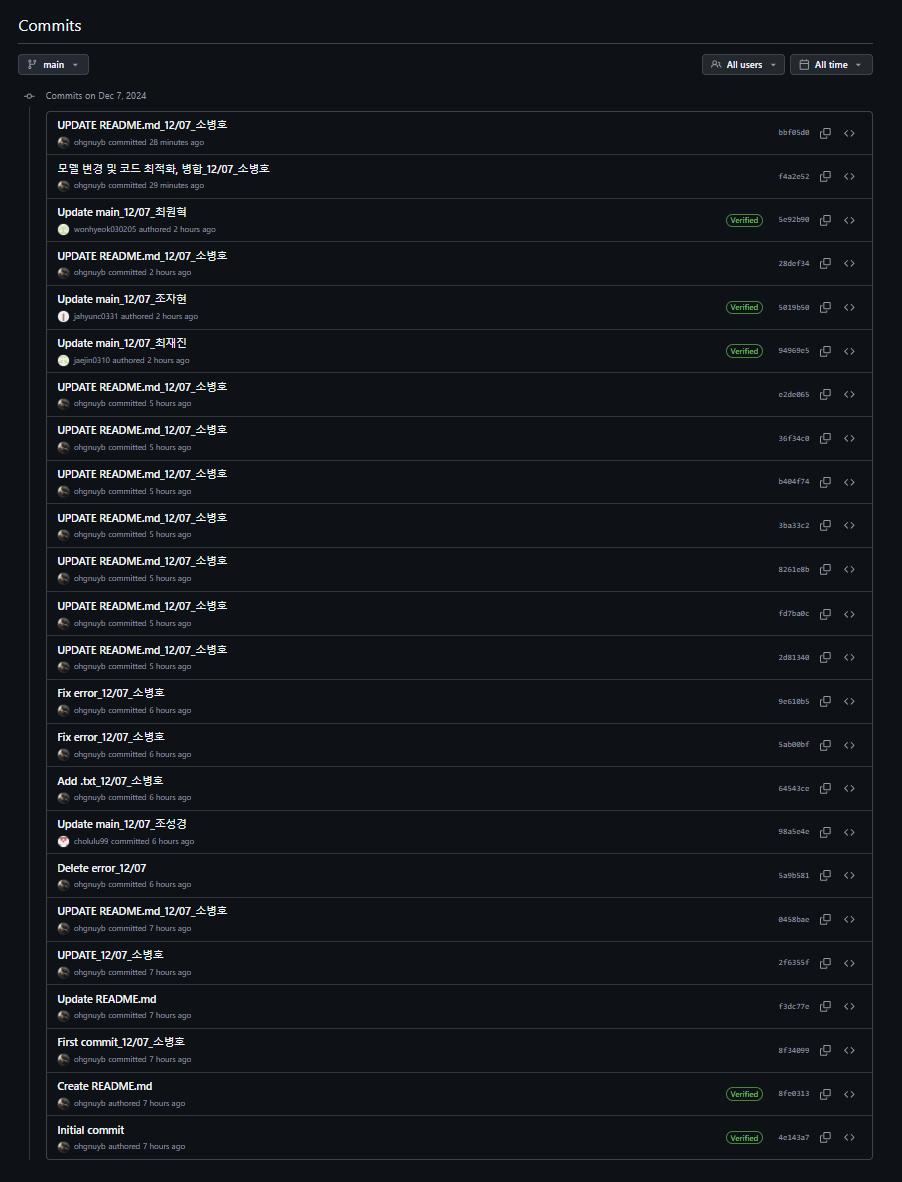 Commits
main
All users
All time
Commits on Dec 7, 2024
UPDATE README.md_12/07_소병호
ohgnuyb committed 28 minutes ago
bbf05d0
모델 변경 및 코드 최적화, 병합_12/07_소병호
ohgnuyb committed 29 minutes ago
f4a2e52
Update main_12/07_최원혁
wonhyeok030205 authored 2 hours ago
Verified
5e92b90
UPDATE README.md_12/07_소병호
ohgnuyb committed 2 hours ago
28def34
Update main_12/07_조자현
jahyunc0331 authored 2 hours ago
Verified
5019b50
Update main_12/07_최재진
jaejin0310 authored 2 hours ago
Verified
94969e5
UPDATE README.md_12/07_소병호
ohgnuyb committed 5 hours ago
e2de065
UPDATE README.md_12/07_소병호
ohgnuyb committed 5 hours ago
36f34c0
UPDATE README.md_12/07_소병호
ohgnuyb committed 5 hours ago
b404f74
UPDATE README.md_12/07_소병호
ohgnuyb committed 5 hours ago
3ba33c2
UPDATE README.md_12/07_소병호
ohgnuyb committed 5 hours ago
8261e8b
UPDATE README.md_12/07_소병호
ohgnuyb committed 5 hours ago
fd7ba0c
UPDATE README.md_12/07_소병호
ohgnuyb committed 5 hours ago
2d81340
Fix error_12/07_소병호
ohgnuyb committed 6 hours ago
9e610b5
Fix error_12/07_소병호
ohgnuyb committed 6 hours ago
5ab00bf
Add .txt_12/07_소병호
ohgnuyb committed 6 hours ago
64543ce
Update main_12/07_조성경
cholulu99 committed 6 hours ago
98a5e4e
Delete error_12/07
ohgnuyb committed 6 hours ago
5a9b581
UPDATE README.md_12/07_소병호
ohgnuyb committed 7 hours ago
0458bae
UPDATE_12/07_소병호
ohgnuyb committed 7 hours ago
2f6355f
Update README.md
ohgnuyb committed 7 hours ago
f3dc77e
First commit_12/07_소병호
ohgnuyb committed 7 hours ago
8f34099
Create README.md
ohgnuyb authored 7 hours ago
Verified
8fe0313
Initial commit
ohgnuyb authored 7 hours ago
Verified
4e143a7